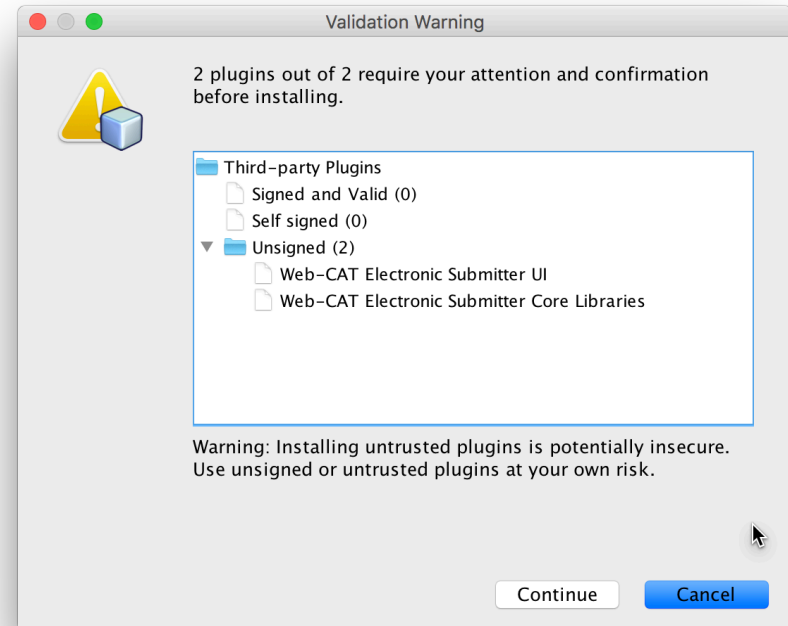 Validation Warning
2 plugins out of 2 require your attention and confirmation
before installing.
Third-party Plugins
Signed and Valid (0)
Self signed (0)
Unsigned (2)
Web-CAT Electronic Submitter UI
Web-CAT Electronic Submitter Core Libraries
Warning: Installing untrusted plugins is potentially insecure.
Use unsigned or untrusted plugins at your own risk.
Continue
Cancel